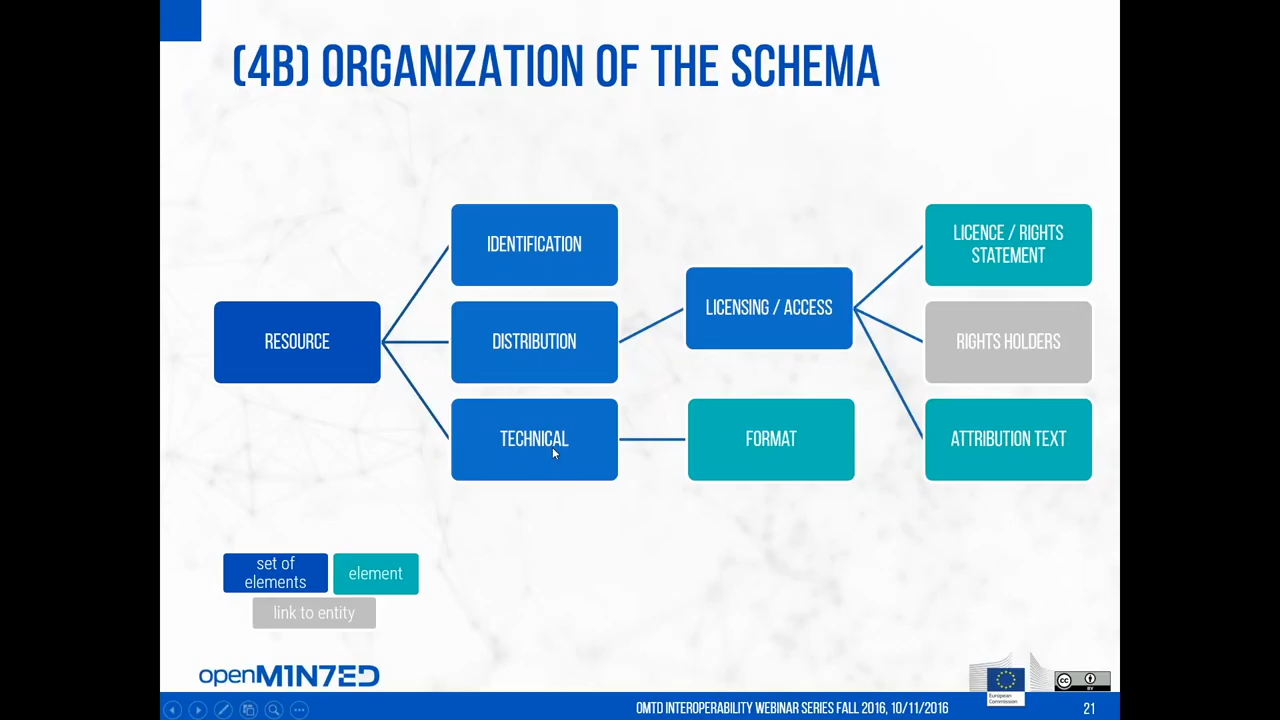 (4B) ORGANIZATION OF THE SCHEMA
IDENTIFICATION
LICENCE / RIGHTS
STATEMENT
LICENSING / ACCESS
RESOURCE
DISTRIBUTION
RIGHTS HOLDERS
TECHNICAL
FORMAT
ATTRIBUTION TEXT
set of
elements
element
link to entity
openM1N7ED
European
Commission
cc
BY
OMTD INTEROPERABILITY WEBINAR SERIES FALL 2016, 10/11/2016
21